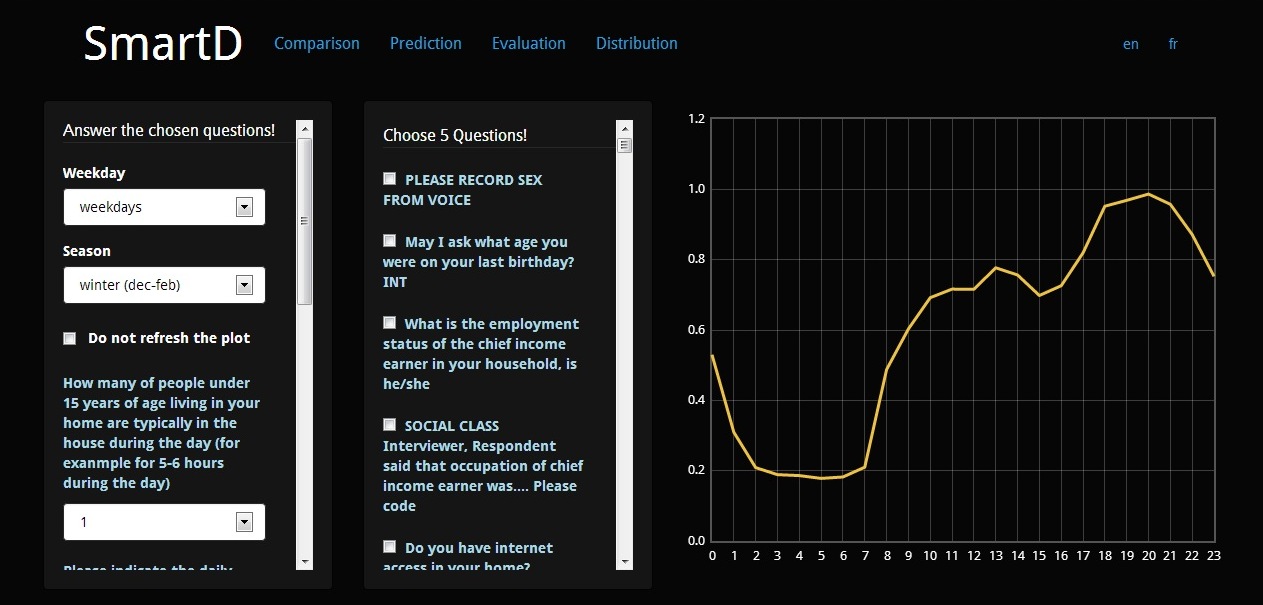 SmartD Comparison Prediction Evaluation Distribution en fr
Answer the chosen questions!
Weekday
weekdays
Season
winter (dec-feb)
Do not refresh the plot
How many of people under
15 years of age living in your
home are typically in the
house during the day (for
exanmple for 5-6 hours
during the day)
1
Please indicate the daily
Choose 5 Questions!
PLEASE RECORD SEX
FROM VOICE
May I ask what age you
were on your last birthday?
INT
What is the employment
status of the chief income
earner in your household, is
he/she
SOCIAL CLASS
Interviewer, Respondent
said that occupation of chief
income earner was.... Please
code
Do you have internet
access in your home?
1.2
1.0
0.8
0.6
0.4
0.2
0.0
0 1 2 3 4 5 6 7 8 9 10 11 12 13 14 15 16 17 18 19 20 21 22 23